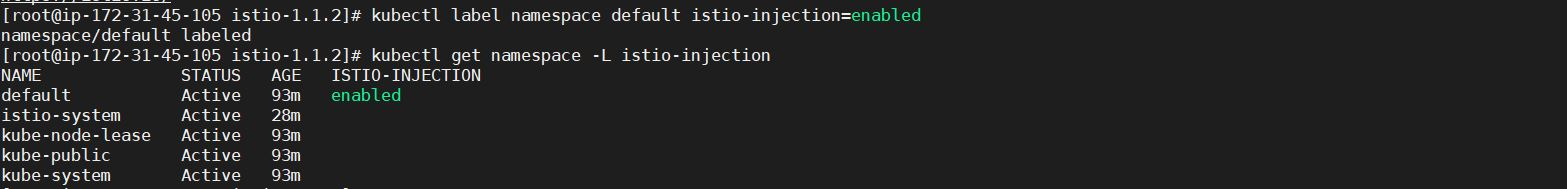 [root@ip-172-31-45-105 istio-1.1.2]# kubectl label namespace default istio-injection=enabled
namespace/default labeled
[root@ip-172-31-45-105 istio-1.1.2]# kubectl get namespace -L istio-injection
NAME STATUS AGE ISTIO-INJECTION
default Active 93m enabled
istio-system Active 28m
kube-node-lease Active 93m
kube-public Active 93m
kube-system Active 93m